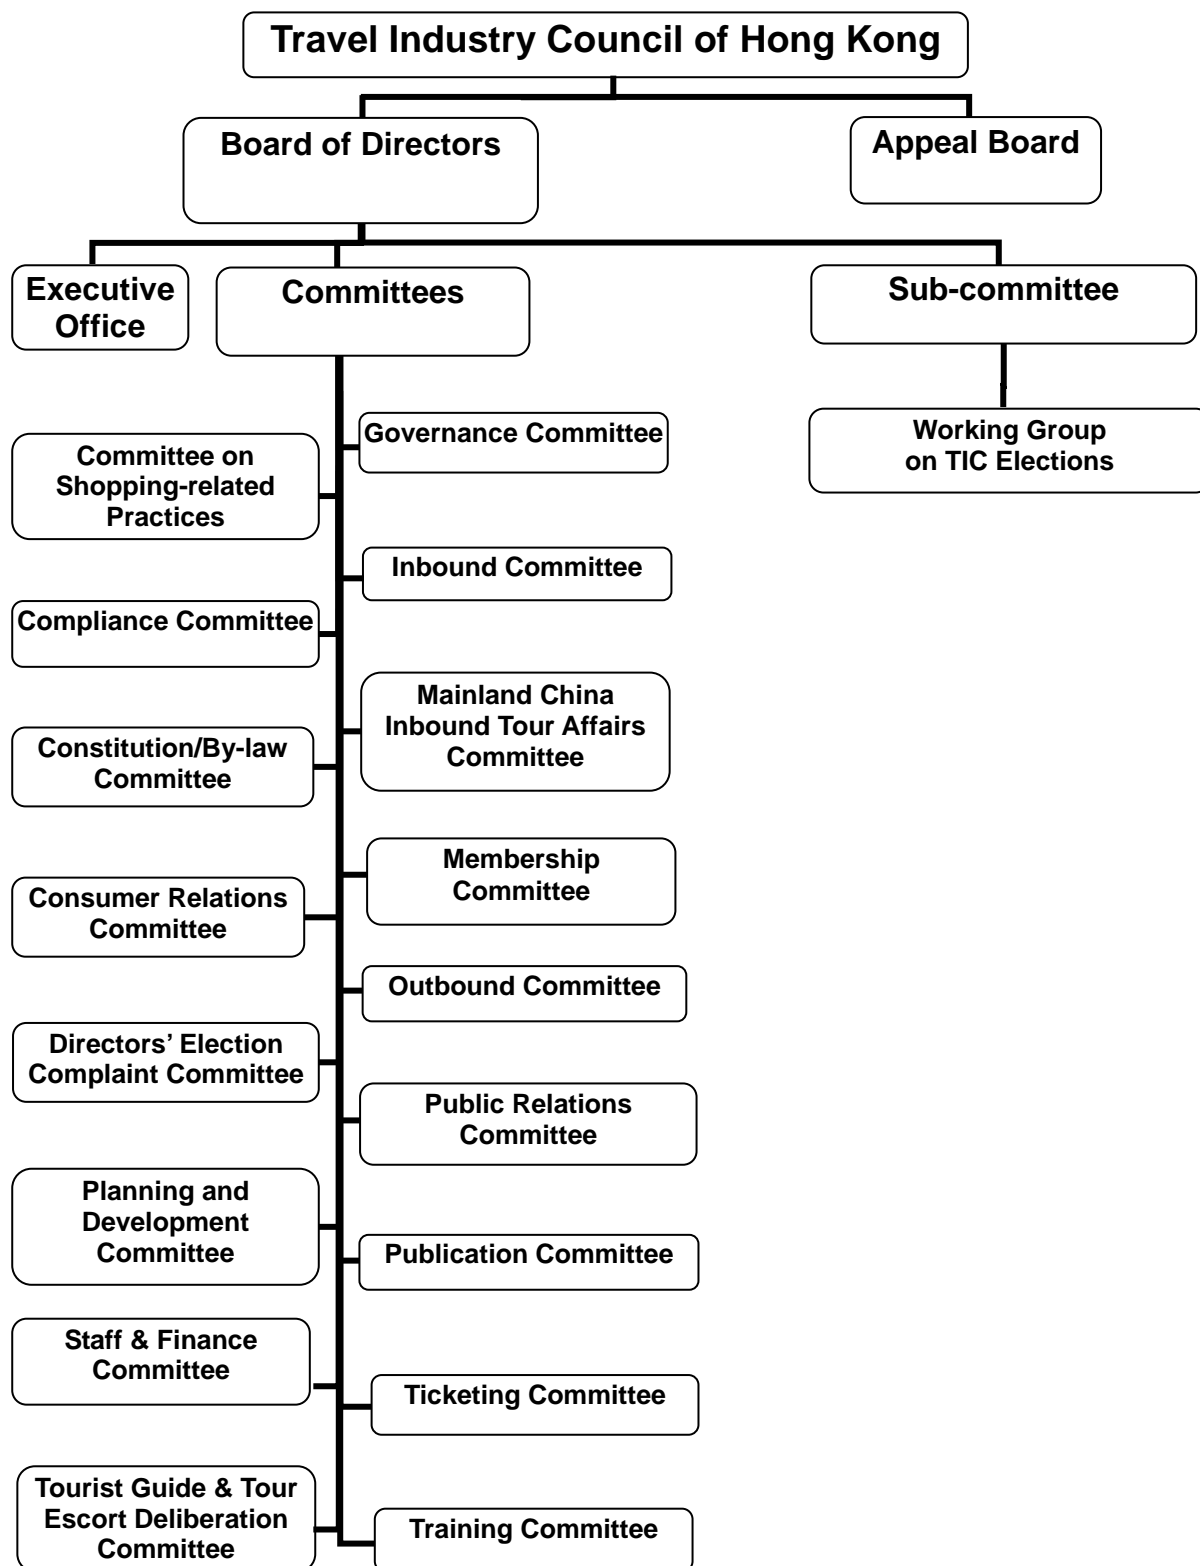 Travel Industry Council of Hong Kong
Board of Directors
Appeal Board
Executive
Office
Committees
Sub-committee
Working Group
on TIC Elections
Governance Committee
Committee on
Shopping-related
Practices
Inbound Committee
Compliance Committee
Mainland China
Inbound Tour Affairs
Committee
Constitution/By-law
Committee
Membership
Committee
Consumer Relations
Committee
Outbound Committee
Directors’ Election
Complaint Committee
Public Relations
Committee
Planning and
Development
Committee
Publication Committee
Staff & Finance
Committee
Ticketing Committee
Tourist Guide & Tour
Escort Deliberation
Committee
Training Committee